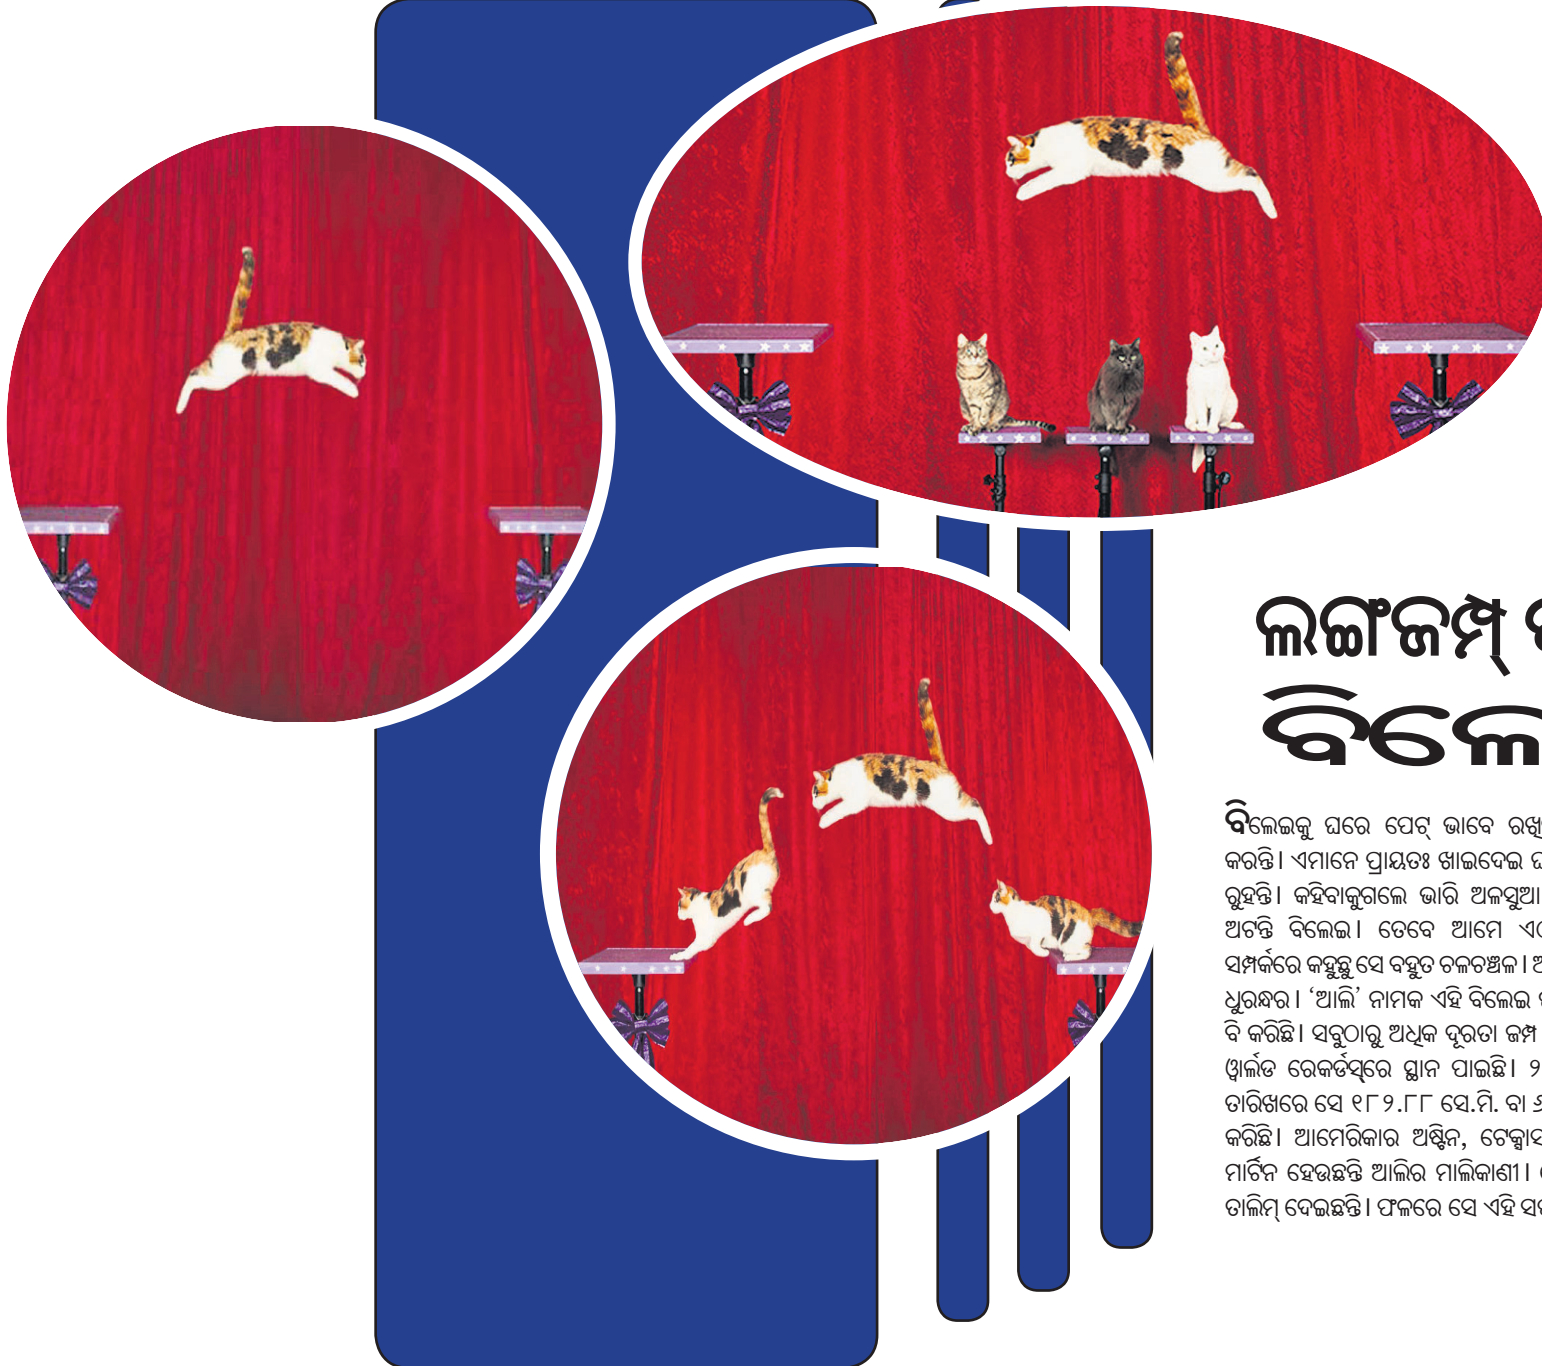 ଲଙ୍ଗଜମ୍ପ୍
ବିଲେ
ବିଲେଇକୁ ଘରେ ପେଟ୍ ଭାବେ ରଖି
କରନ୍ତି। ଏମାନେ ପ୍ରାୟତଃ ଖାଇଦେଇ
ରୁହନ୍ତି। କହିବାକୁଗଲେ ଭାରି ଅଳସୁଆ
ଅଟନ୍ତି ବିଲେଇ। ତେବେ ଆମେ
ସମ୍ପର୍କରେ କହୁଛୁ ସେ ବହୁତ ଚଳଚଞ୍ଚଳ।
ଧୁରନ୍ଧର। ‘ଆଲି’ ନାମକ ଏହି ବିଲେଇ
ବି କରିଛି। ସବୁଠାରୁ ଅଧିକ ଦୂରତା ଜମ୍ପ
ୱାର୍ଲଡ ରେକର୍ଡସ୍‌ରେ ସ୍ଥାନ ପାଇଛି। ୨
ତାରିଖରେ ସେ ୧୮୨.୮୮ ସେ.ମି. ବା
କରିଛି। ଆମେରିକାର ଅଷ୍ଟିନ, ଟେକ୍ସାସ
ମାର୍ଟିନ ହେଉଛନ୍ତି ଆଲିର ମାଲିକାଣୀ।
ତାଲିମ୍ ଦେଇଛନ୍ତି। ଫଳରେ ସେ ଏହି